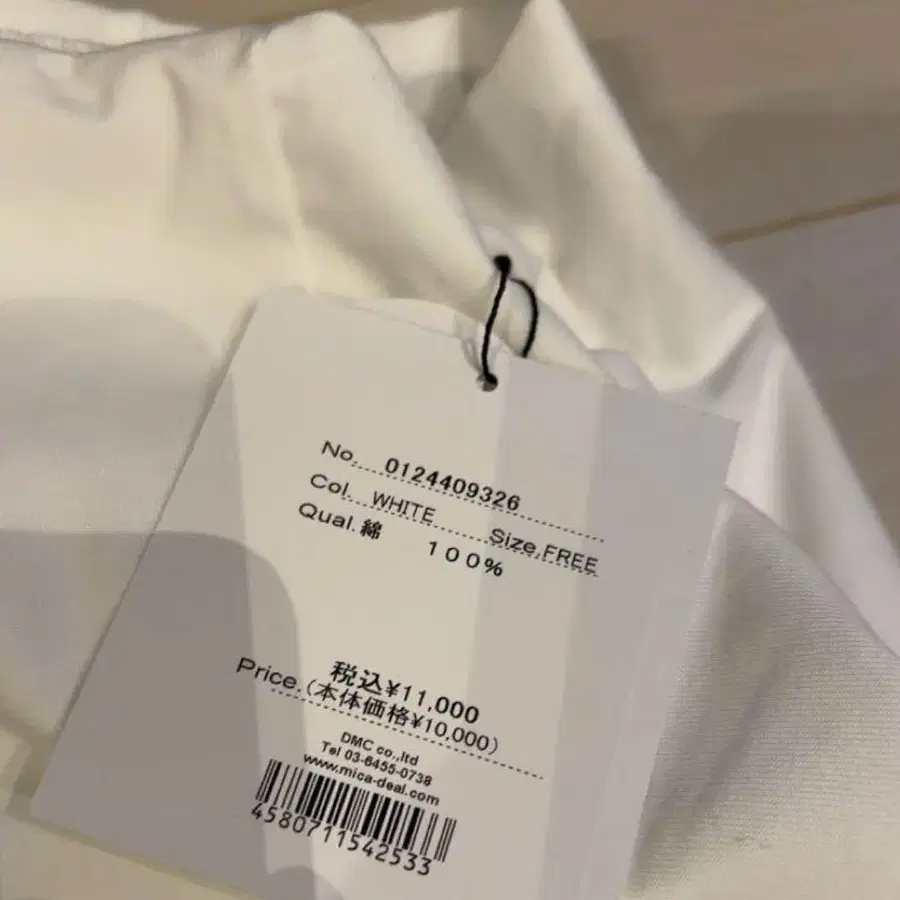 No. 0124409326
Col. WHITE Size. FREE
Qual. 綿 100%
税込¥11,000
Price. (本体価格¥10,000)
DMC co.,ltd
Tel 03-6455-0738
www.mica-deal.com
4580711542533